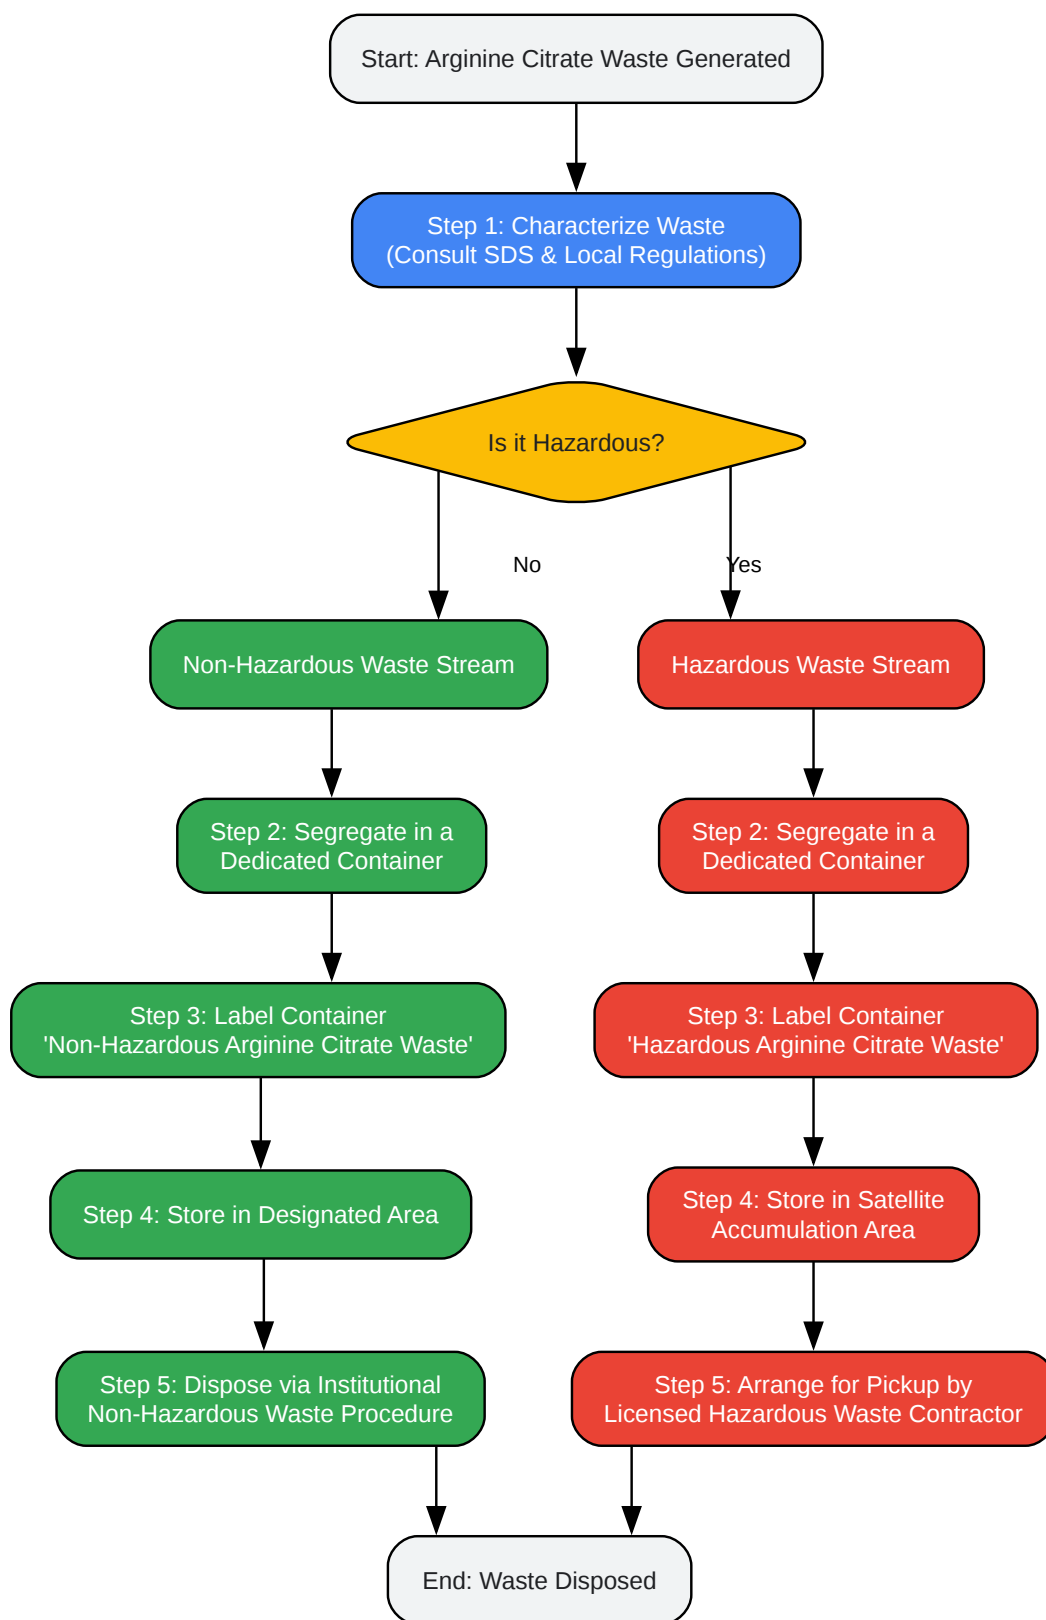 Start: Arginine Citrate Waste Generated
Step 1: Characterize Waste
(Consult SDS & Local Regulations)
Is it Hazardous?
No
Yes
Non-Hazardous Waste Stream
Hazardous Waste Stream
Step 2: Segregate in a
Dedicated Container
Step 2: Segregate in a
Dedicated Container
Step 3: Label Container
'Non-Hazardous Arginine Citrate Waste'
Step 3: Label Container
'Hazardous Arginine Citrate Waste'
Step 4: Store in Designated Area
Step 4: Store in Satellite
Accumulation Area
Step 5: Dispose via Institutional
Non-Hazardous Waste Procedure
Step 5: Arrange for Pickup by
Licensed Hazardous Waste Contractor
End: Waste Disposed